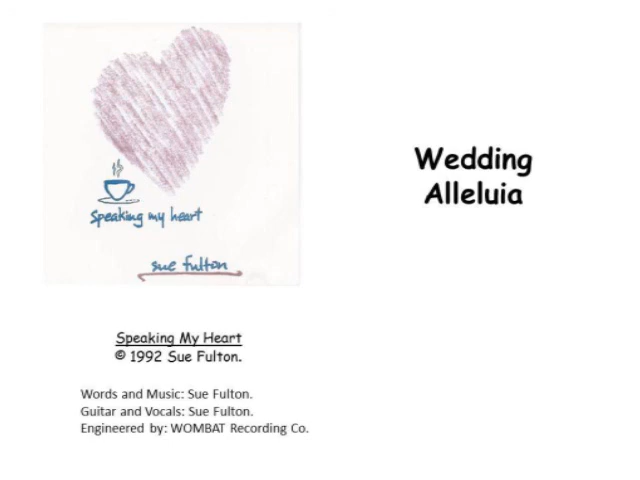 Speaking my heart
sue fulton
Speaking My Heart
© 1992 Sue Fulton.
Words and Music: Sue Fulton.
Guitar and Vocals: Sue Fulton.
Engineered by: WOMBAT Recording Co.
Wedding
Alleluia